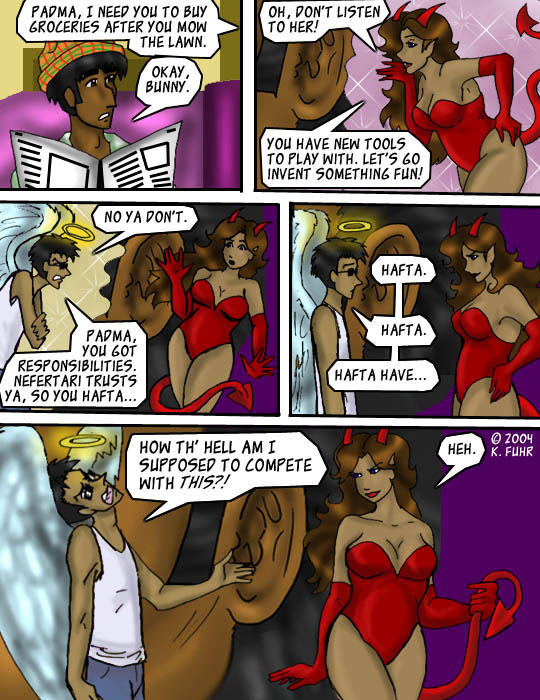 PADMA, I NEED YOU TO BUY
GROCERIES AFTER YOU MOW
THE LAWN.
OKAY,
BUNNY.
OH, DON'T LISTEN
TO HER!
YOU HAVE NEW TOOLS
TO PLAY WITH. LET'S GO
INVENT SOMETHING FUN!
NO YA DON'T.
PADMA,
YOU GOT
RESPONSIBILITIES.
NEFERTARI TRUSTS
YA, SO YOU HAFTA...
HAFTA.
HAFTA.
HAFTA HAVE...
HOW TH' HELL AM I
SUPPOSED TO COMPETE
WITH THIS?!
HEH.
© 2004
K. FUHR